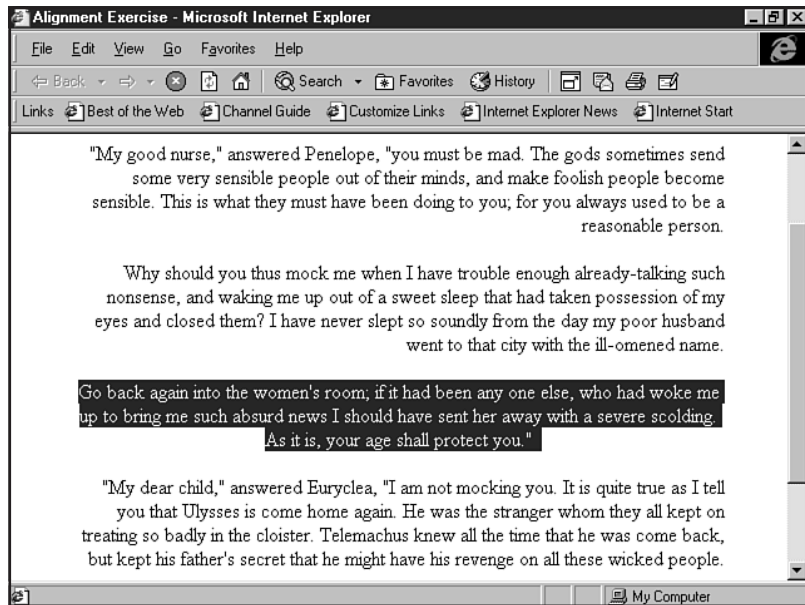 Alignment Exercise - Microsoft Internet Explorer
File Edit View Go Favorites Help
Back Search Favorites History
Links Best of the Web Channel Guide Customize Links Internet Explorer News Internet Start
"My good nurse," answered Penelope, "you must be mad. The gods sometimes send
some very sensible people out of their minds, and make foolish people become
sensible. This is what they must have been doing to you; for you always used to be a
reasonable person.
Why should you thus mock me when I have trouble enough already-talking such
nonsense, and waking me up out of a sweet sleep that had taken possession of my
eyes and closed them? I have never slept so soundly from the day my poor husband
went to that city with the ill-omened name.
Go back again into the women's room; if it had been any one else, who had woke me
up to bring me such absurd news I should have sent her away with a severe scolding.
As it is, your age shall protect you."
"My dear child," answered Euryclea, "I am not mocking you. It is quite true as I tell
you that Ulysses is come home again. He was the stranger whom they all kept on
treating so badly in the cloister. Telemachus knew all the time that he was come back,
but kept his father's secret that he might have his revenge on all these wicked people.
My Computer